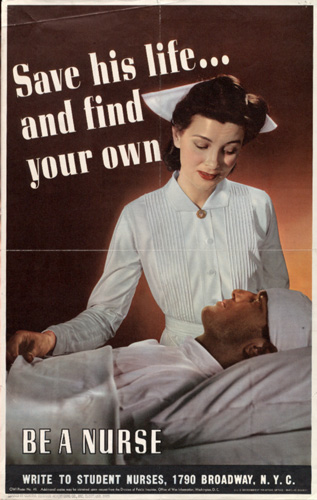 Save his life...
and find
your own
BE A NURSE
WRITE TO STUDENT NURSES, 1790 BROADWAY, N.Y.C.